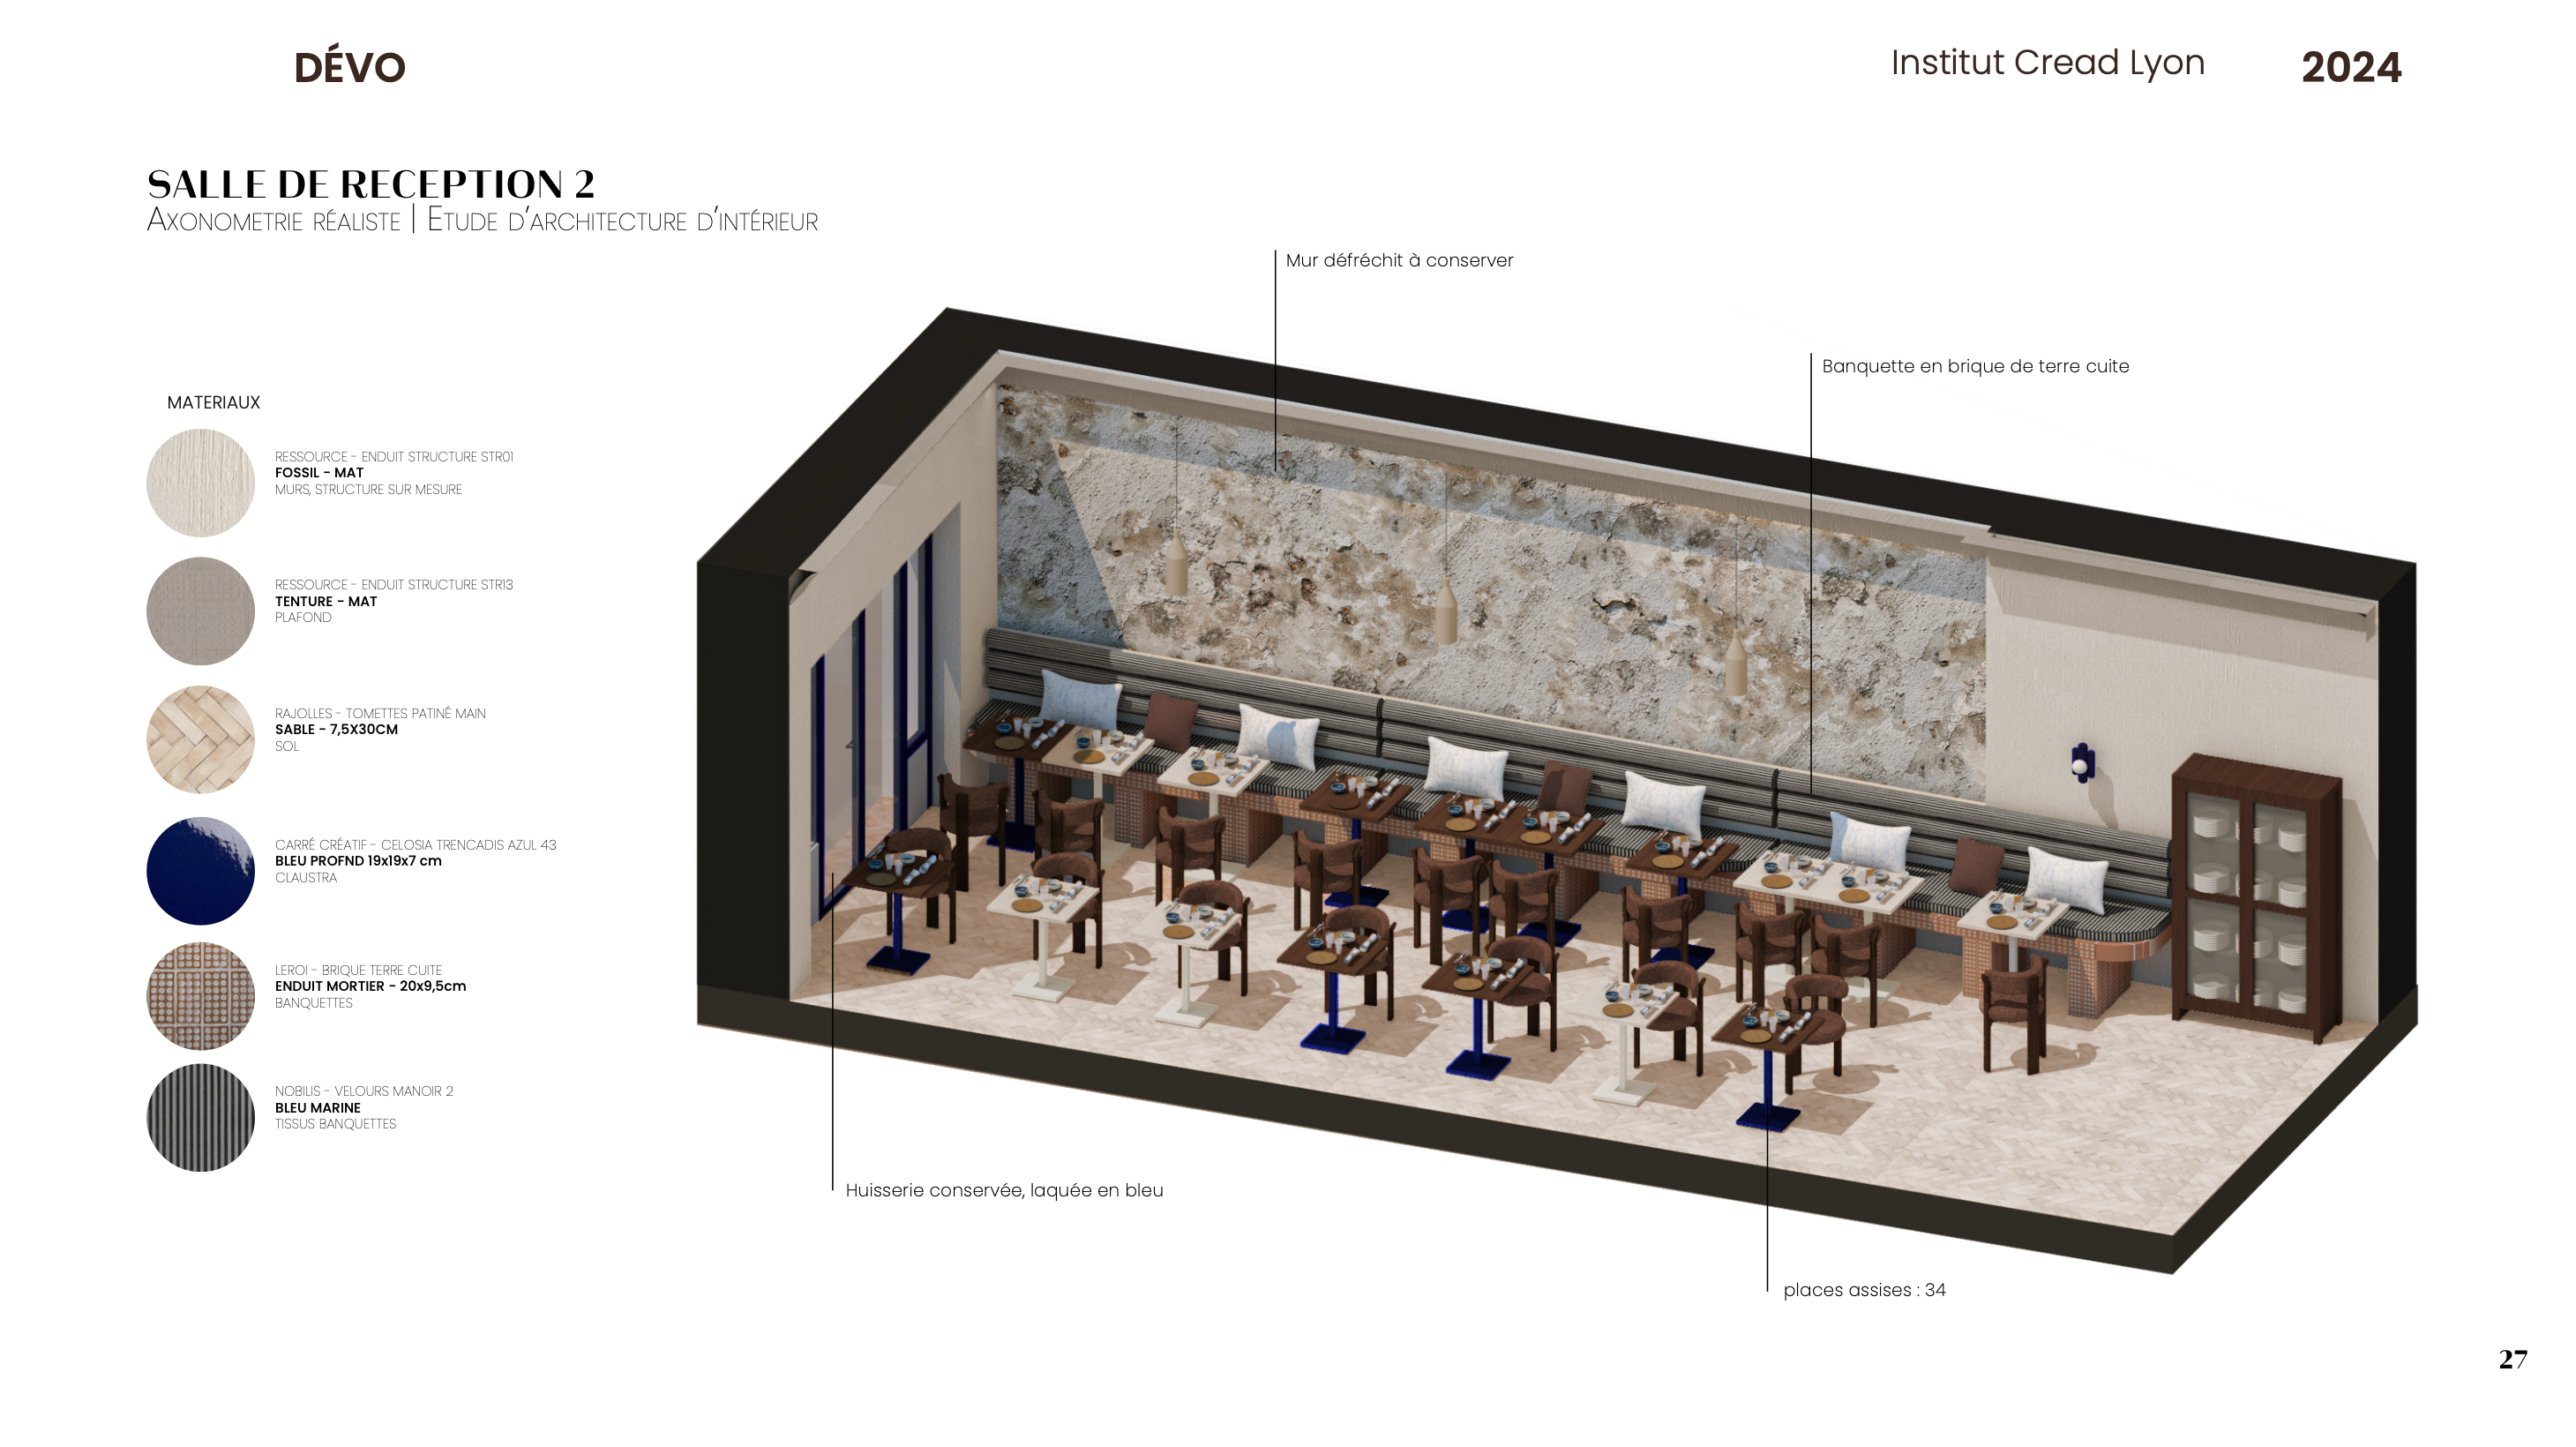 DÉVO
Institut Cread Lyon
2024
SALLE DE RECEPTION 2
AXONOMETRIE RÉALISTE | ETUDE D'ARCHITECTURE D'INTÉRIEUR
Mur défréchit à conserver
Banquette en brique de terre cuite
MATERIAUX
RESSOURCE - ENDUIT STRUCTURE STR01
FOSSIL - MAT
MURS, STRUCTURE SUR MESURE
RESSOURCE - ENDUIT STRUCTURE STR13
TENTURE - MAT
PLAFOND
RAJOLLES - TOMETTES PATINÉ MAIN
SABLE - 7,5X30CM
SOL
CARRÉ CRÉATIF - CELOSIA TRENCADIS AZUL 43
BLEU PROFND 19x19x7 cm
CLAUSTRA
LEROI - BRIQUE TERRE CUITE
ENDUIT MORTIER - 20x9,5cm
BANQUETTES
NOBILIS - VELOURS MANOIR 2
BLEU MARINE
TISSUS BANQUETTES
Huisserie conservée, laquée en bleu
places assises : 34
27